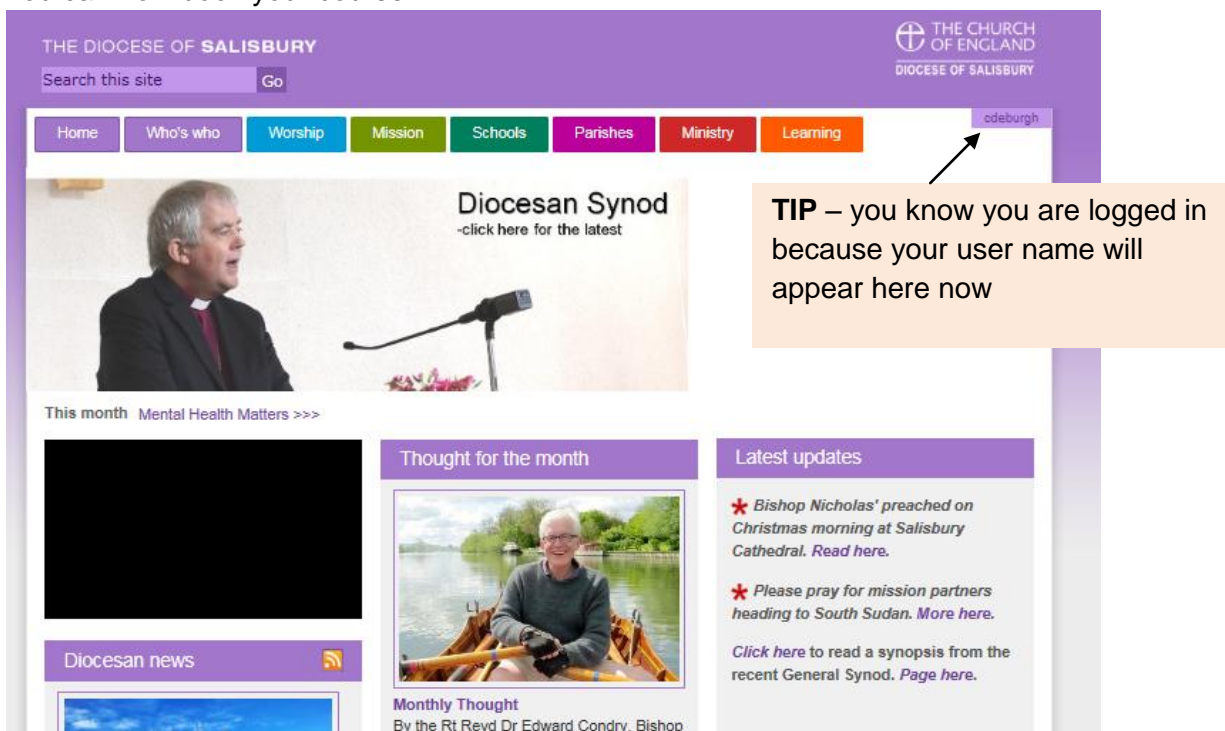 THE DIOCESE OF SALISBURY
THE CHURCH
OF ENGLAND
DIOCESE OF SALISBURY
Search this site
Go
Home
Who's who
Worship
Mission
Schools
Parishes
Ministry
Learning
cdeburgh
Diocesan Synod
-click here for the latest
TIP – you know you are logged in
because your user name will
appear here now
This month Mental Health Matters >>>
Thought for the month
Latest updates
Bishop Nicholas' preached on
Christmas morning at Salisbury
Cathedral. Read here.
Please pray for mission partners
heading to South Sudan. More here.
Click here to read a synopsis from the
recent General Synod. Page here.
Diocesan news
Monthly Thought
By the Rt Revd Dr Edward Condry, Bishop